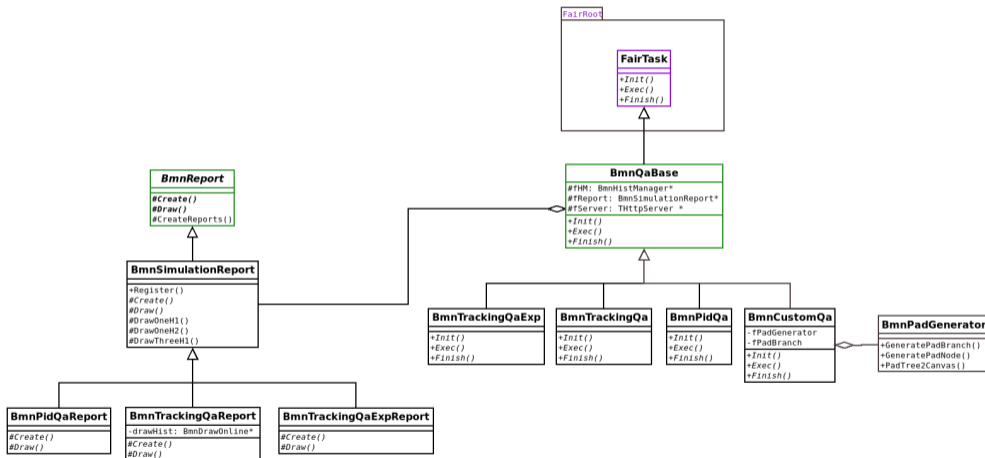 FairRoot
FairTask
+Init()
+Exec()
+Finish()
BmnQaBase
#fHM: BmnHistManager*
#fReport: BmnSimulationReport*
#fServer: THttpServer *
+Init()
+Exec()
+Finish()
BmnReport
#Create()
#Draw()
#CreateReports()
BmnSimulationReport
+Register()
#Create()
#Draw()
#DrawOneH1()
#DrawOneH2()
#DrawThreeH1()
BmnTrackingQaExp
+Init()
+Exec()
+Finish()
BmnTrackingQa
+Init()
+Exec()
+Finish()
BmnPidQa
+Init()
+Exec()
+Finish()
BmnCustomQa
-fPadGenerator
-fPadBranch
+Init()
+Exec()
+Finish()
BmnPadGenerator
+GeneratePadBranch()
+GeneratePadNode()
+PadTree2Canvas()
BmnPidQaReport
#Create()
#Draw()
BmnTrackingQaReport
-drawHist: BmnDrawOnline*
#Create()
#Draw()
BmnTrackingQaExpReport
#Create()
#Draw()